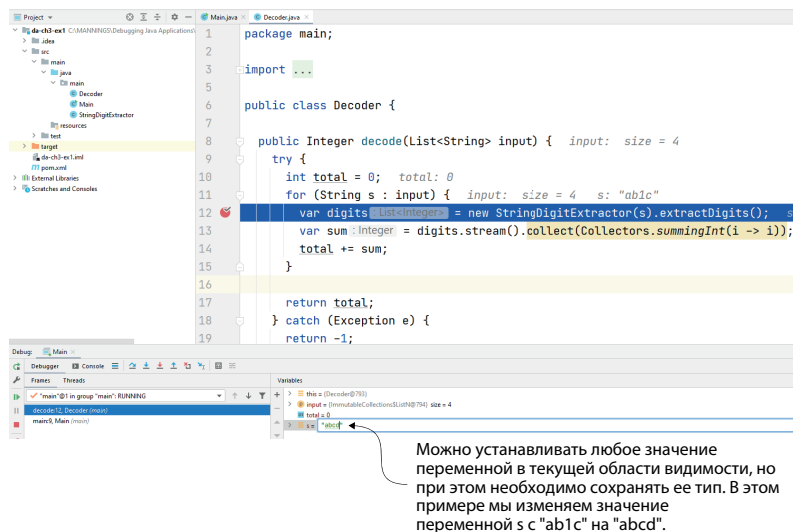 Project
Main.java
Decoder.java
da-ch3-ex1 C:\MANNINGS\Debugging Java Applications\
.idea
src
main
java
main
Decoder
Main
StringDigitExtractor
resources
test
target
da-ch3-ex1.iml
pom.xml
External Libraries
Scratches and Consoles
1 package main;
2
3 import ...
5
6 public class Decoder {
7
8 public Integer decode(List<String> input) { input: size = 4
9 try {
10 int total = 0; total: 0
11 for (String s : input) { input: size = 4 s: "ab1c"
12 var digits : List<Integer> = new StringDigitExtractor(s).extractDigits(); s
13 var sum : Integer = digits.stream().collect(Collectors.summingInt(i -> i));
14 total += sum;
15 }
16
17 return total;
18 } catch (Exception e) {
19 return -1;
Debug: Main
Debugger Console
Frames Threads
Variables
"main"@1 in group "main": RUNNING
decode:12, Decoder (main)
main:9, Main (main)
this = {Decoder@793}
input = {ImmutableCollections$ListN@794} size = 4
total = 0
s = "abcd"
Можно устанавливать любое значение
переменной в текущей области видимости, но
при этом необходимо сохранять ее тип. В этом
примере мы изменяем значение
переменной s с "ab1c" на "abcd".